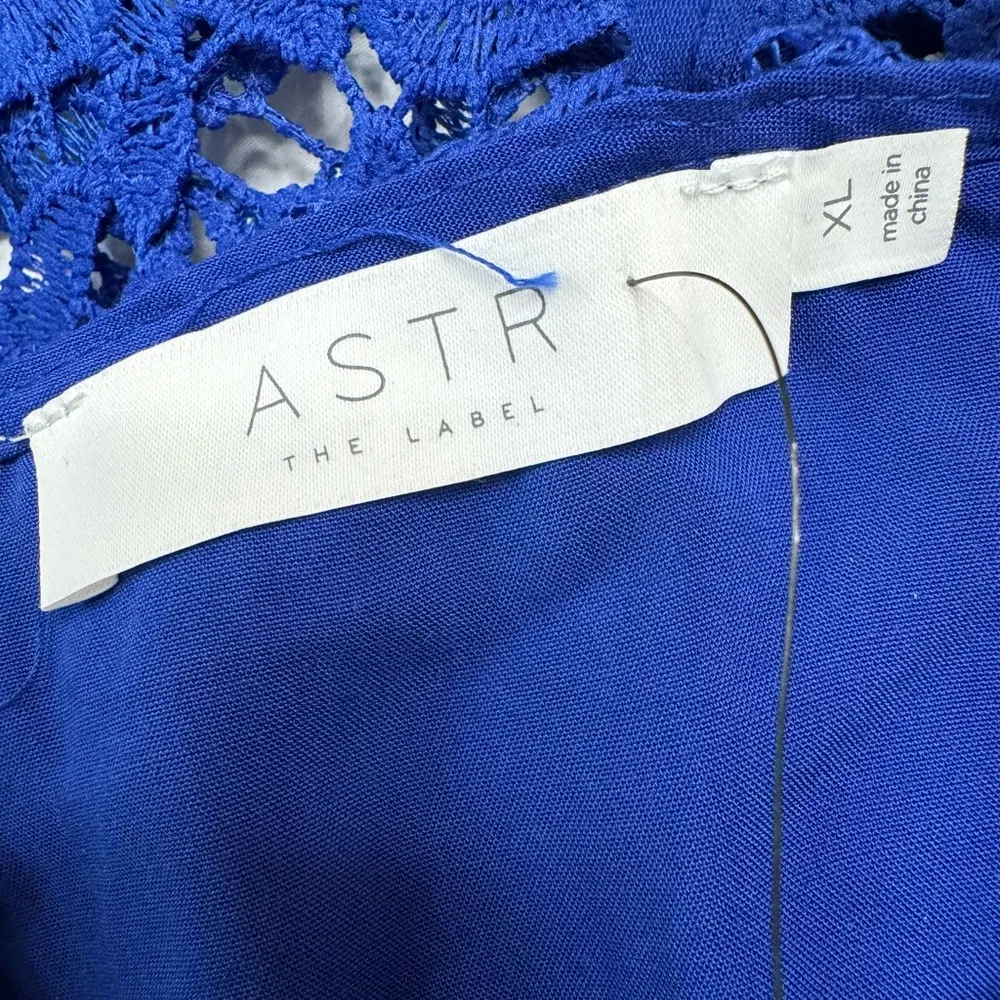 ASTR
THE LABEL
XL
made in
china